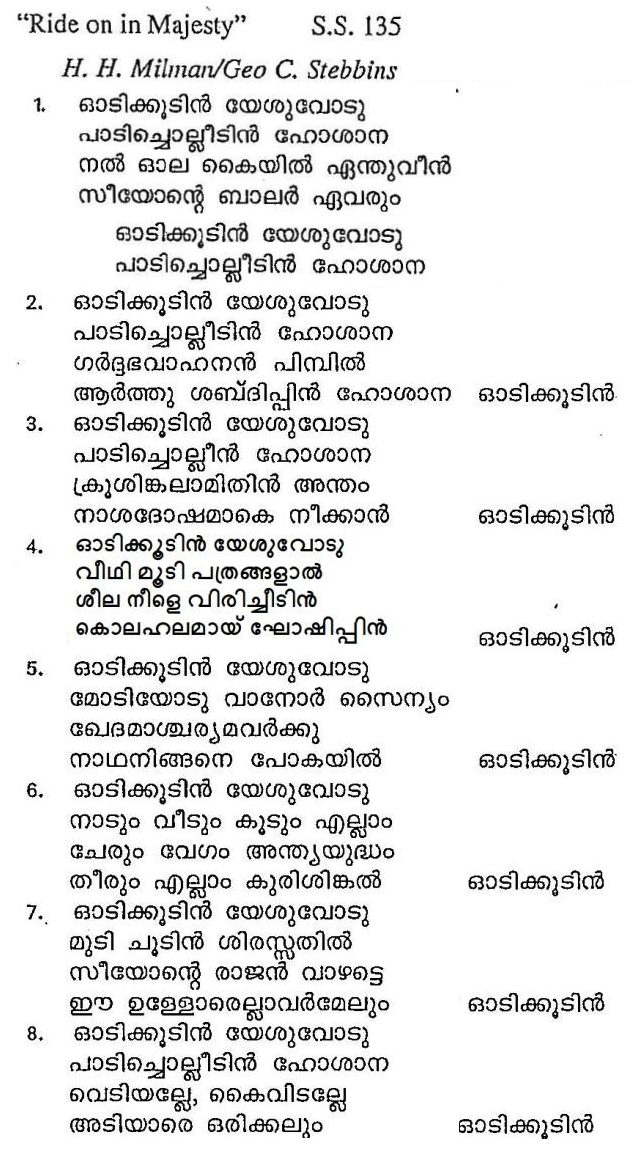 “Ride on in Majesty” S.S. 135
H. H. Milman/Geo C. Stebbins
1. ഓടിക്കൂടിൻ യേശുവോടു
പാടിച്ചൊല്ലീടിൻ ഹോശാന
നൽ ഓല കൈയിൽ ഏന്തുവീൻ
സീയോന്റെ ബാലർ ഏവരും
ഓടിക്കൂടിൻ യേശുവോടു
പാടിച്ചൊല്ലീടിൻ ഹോശാന
2. ഓടിക്കൂടിൻ യേശുവോടു
പാടിച്ചൊല്ലീടിൻ ഹോശാന
ഗർദ്ദഭവാഹനൻ പിമ്പിൽ
ആർത്തു ശബ്ദിപ്പിൻ ഹോശാന ഓടിക്കൂടിൻ
3. ഓടിക്കൂടിൻ യേശുവോടു
പാടിച്ചൊല്ലീൻ ഹോശാന
ക്രൂശിങ്കലാമിതിൻ അന്തം
നാശദോഷമാകെ നീക്കാൻ ഓടിക്കൂടിൻ
4. ഓടിക്കൂടിൻ യേശുവോടു
വീഥി മൂടി പത്രങ്ങളാൽ
ശീല നീളെ വിരിച്ചീടിൻ
കൊലഹലമായ് ഘോഷിപ്പിൻ ഓടിക്കൂടിൻ
5. ഓടിക്കൂടിൻ യേശുവോടു
മോടിയോടു വാനോർ സൈന്യം
ഖേദമാശ്ചര്യമവർക്കു
നാഥനിങ്ങനെ പോകയിൽ ഓടിക്കൂടിൻ
6. ഓടിക്കൂടിൻ യേശുവോടു
നാടും വീടും കൂടും എല്ലാം
ചേരും വേഗം അന്ത്യയുദ്ധം
തീരും എല്ലാം കുരിശിങ്കൽ ഓടിക്കൂടിൻ
7. ഓടിക്കൂടിൻ യേശുവോടു
മുടി ചൂടിൻ ശിരസ്സതിൽ
സീയോന്റെ രാജൻ വാഴട്ടെ
ഈ ഉള്ളോരെല്ലാവർമേലും ഓടിക്കൂടിൻ
8. ഓടിക്കൂടിൻ യേശുവോടു
പാടിച്ചൊല്ലീടിൻ ഹോശാന
വെടിയല്ലേ, കൈവിടല്ലേ
അടിയാരെ ഒരിക്കലും ഓടിക്കൂടിൻ